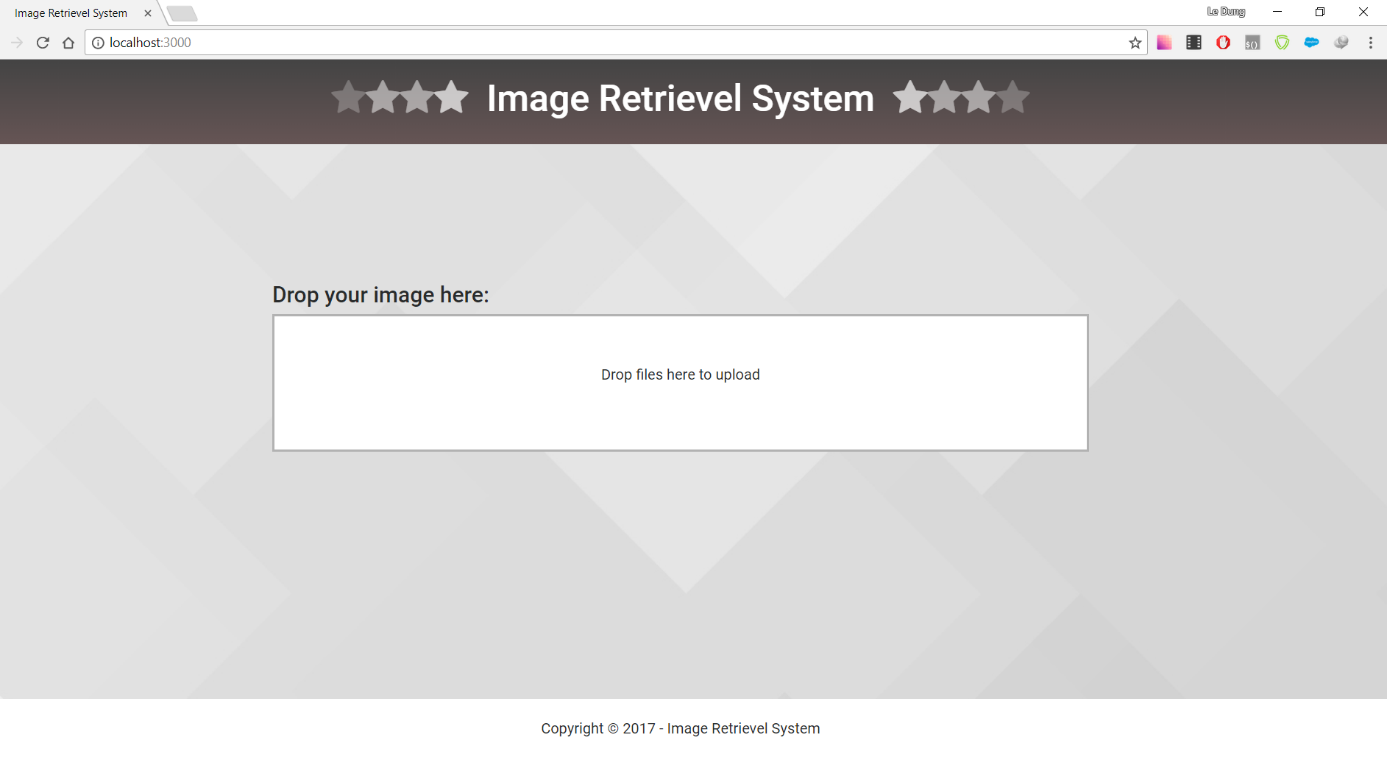 Image Retrievel System
Le Dung
localhost:3000
$()
Image Retrievel System
Drop your image here:
Drop files here to upload
Copyright © 2017 - Image Retrievel System